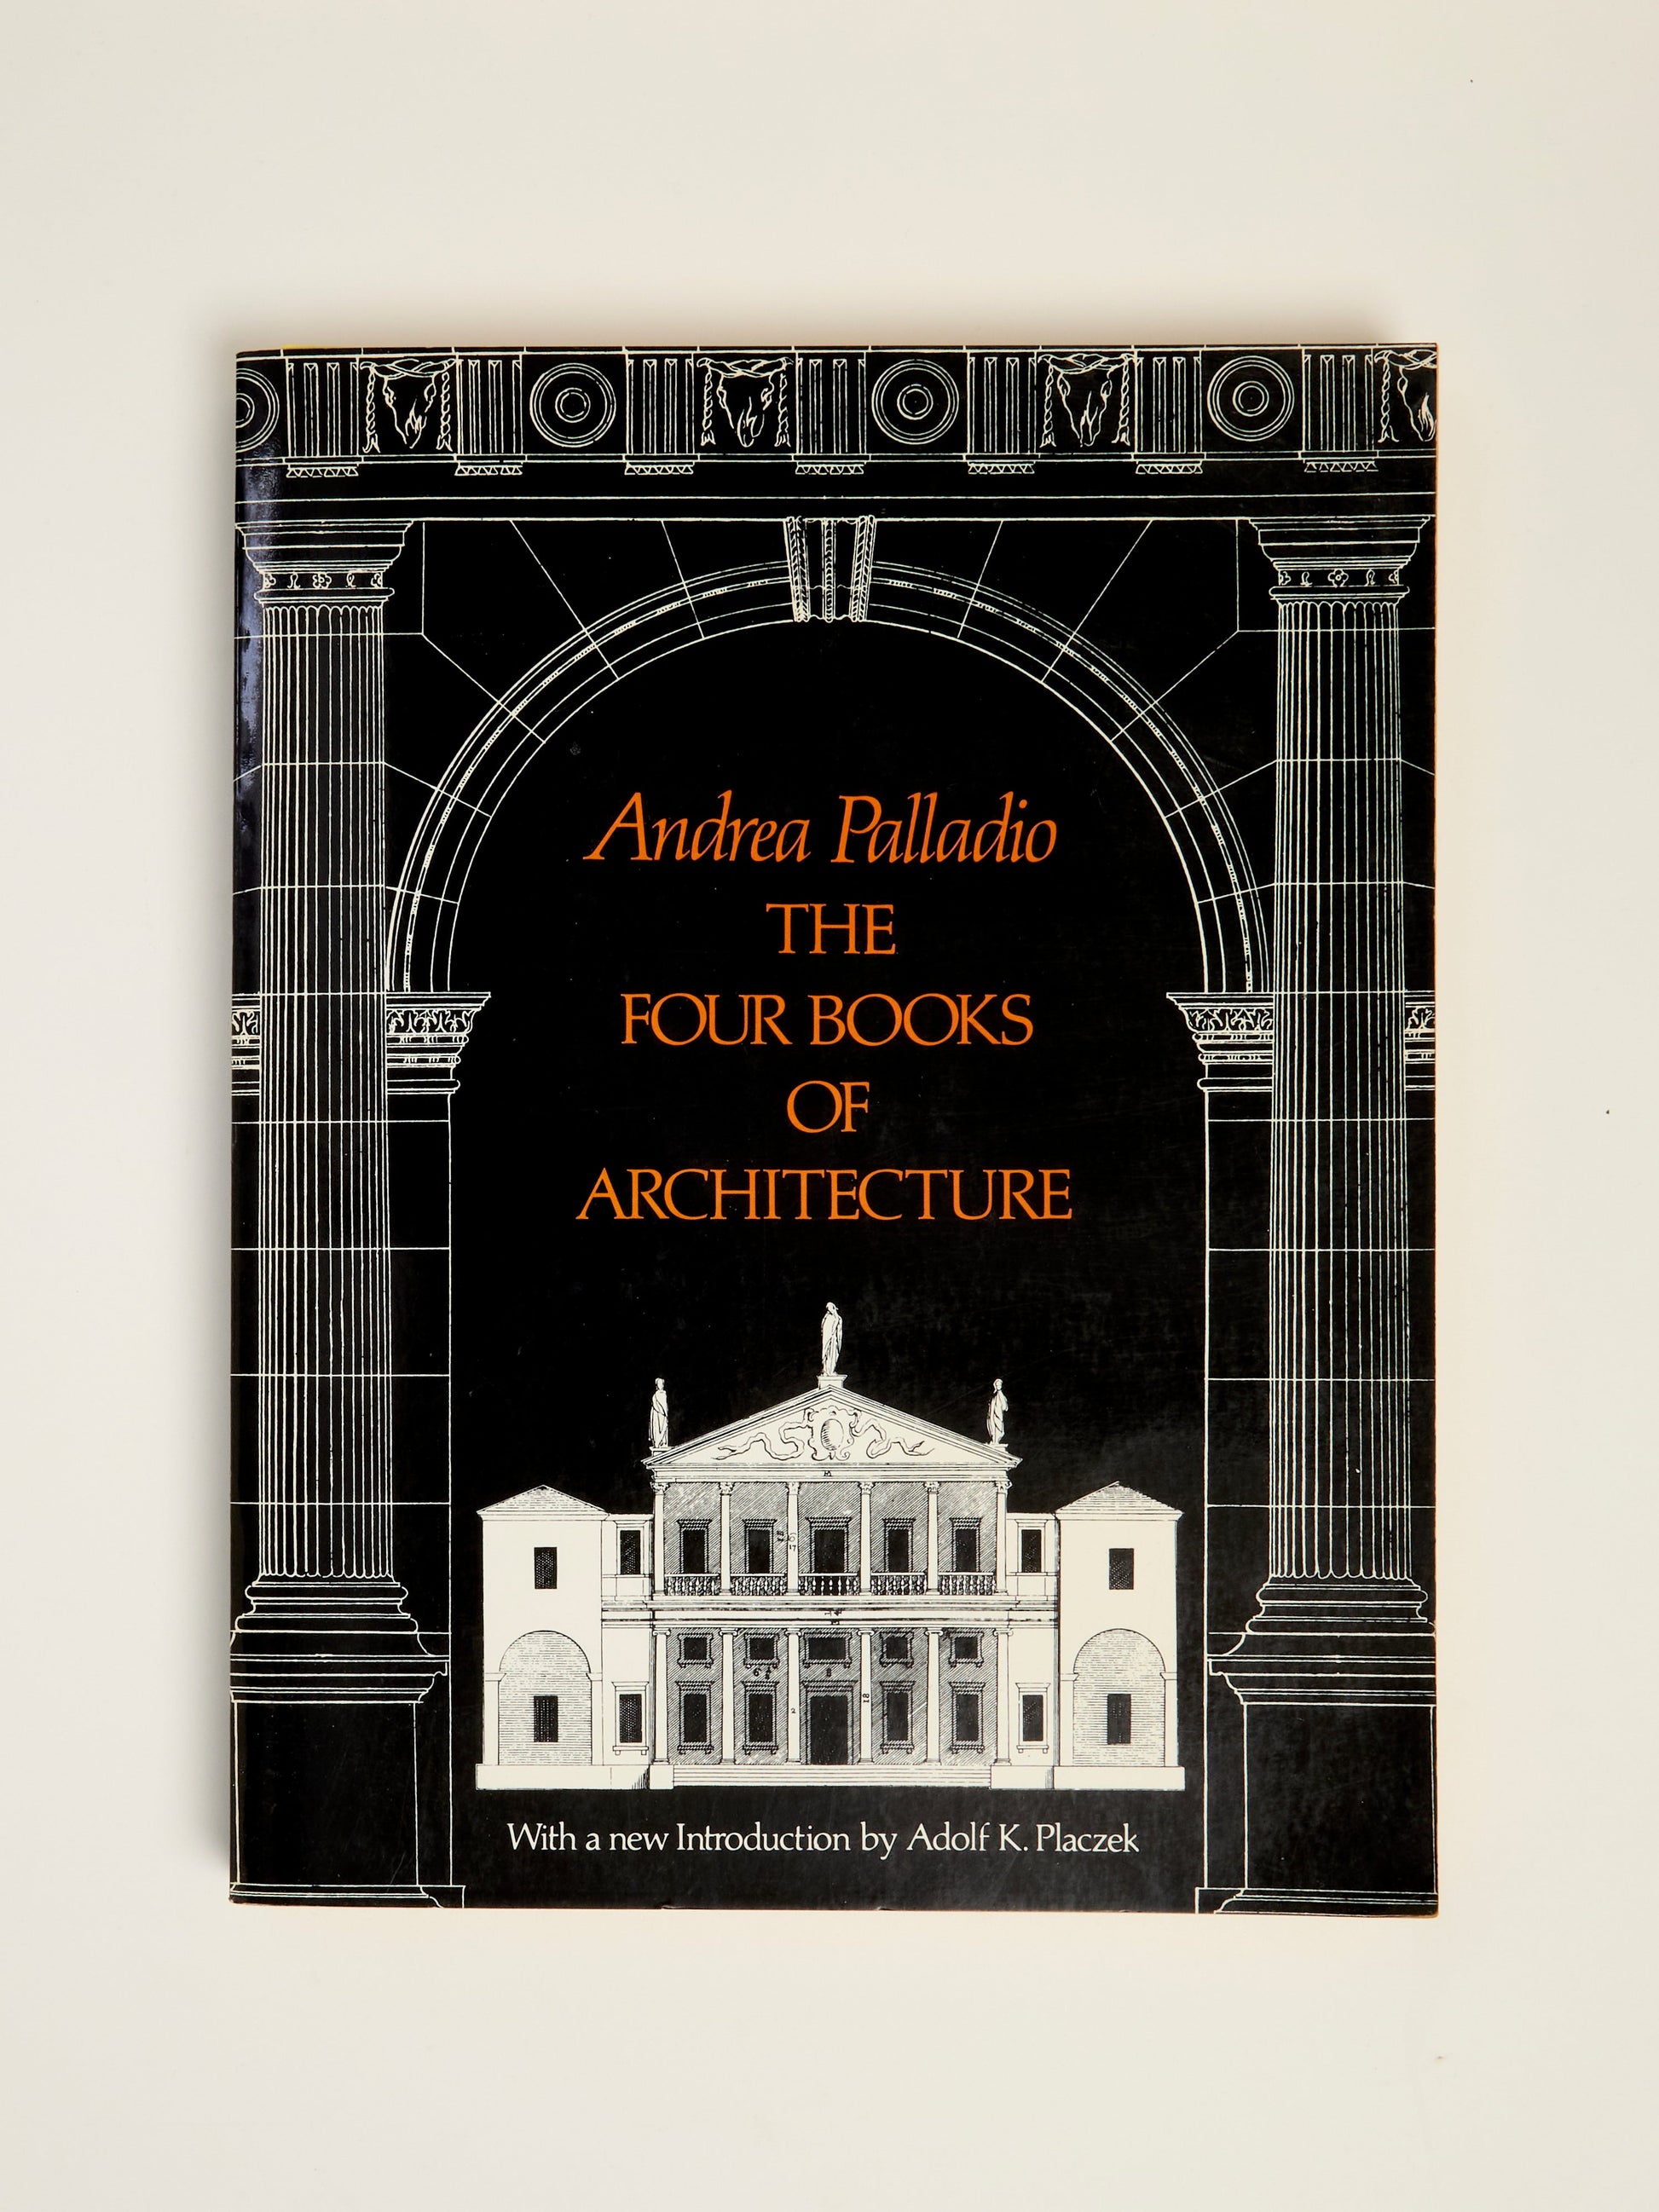 Andrea Palladio
THE
FOUR BOOKS
OF
ARCHITECTURE
With a new Introduction by Adolf K. Placzek